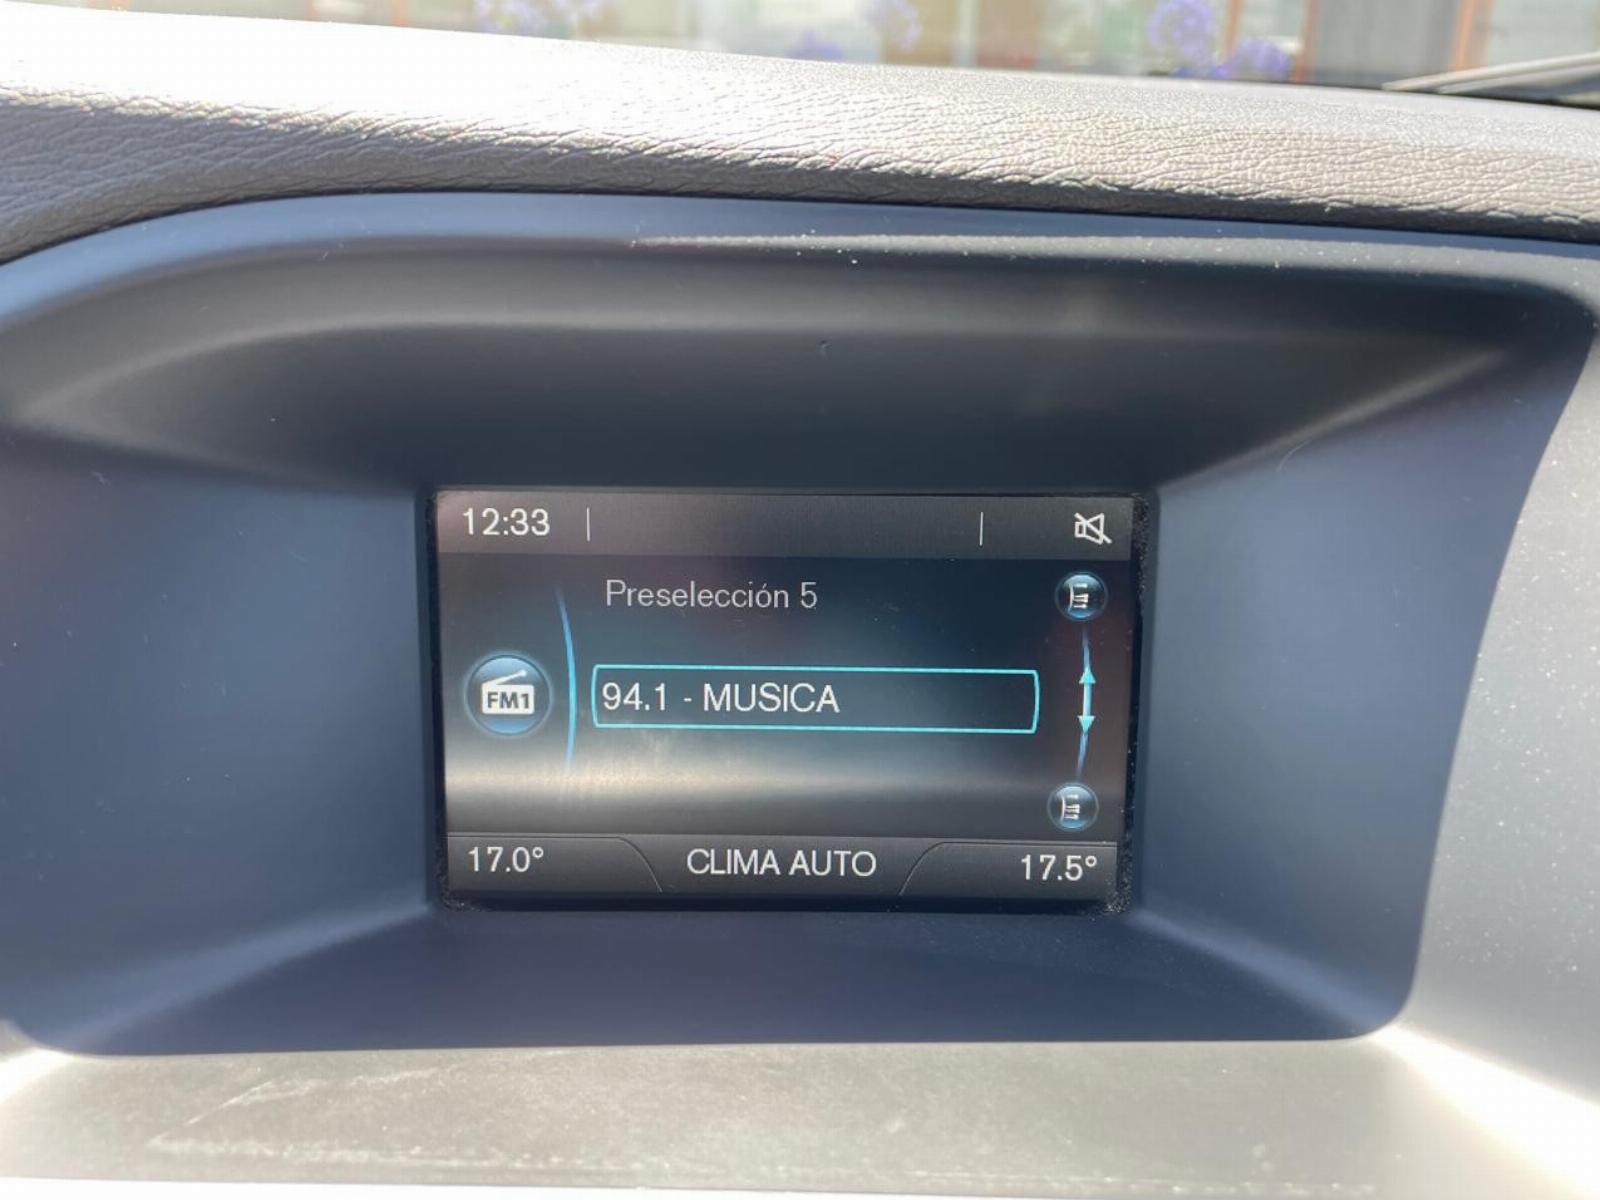 12:33
Preselección 5
FM1
94.1 - MUSICA
17.0° CLIMA AUTO 17.5°